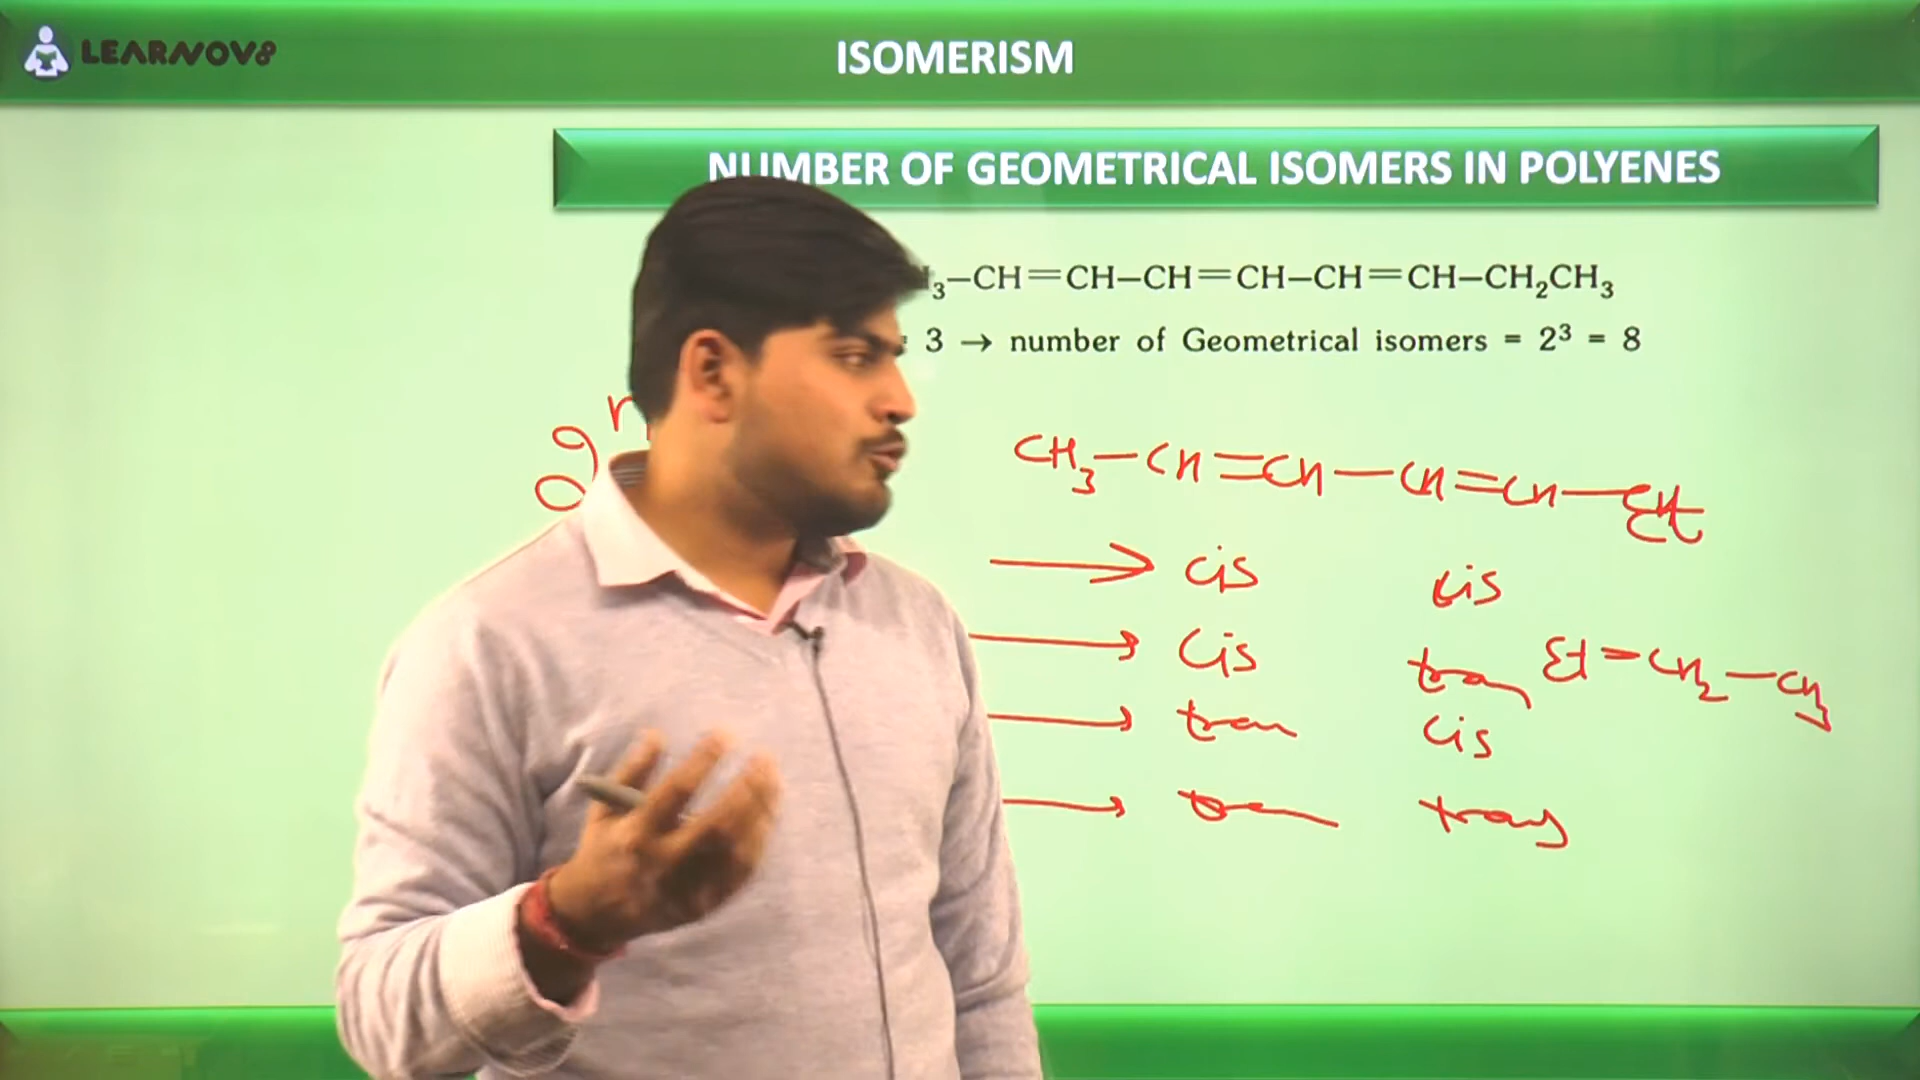 LEARNOV8
ISOMERISM
NUMBER OF GEOMETRICAL ISOMERS IN POLYENES
₃–CH=CH–CH=CH–CH=CH–CH₂CH₃
= 3 → number of Geometrical isomers = 2³ = 8
2ⁿ
CH₃–CH=CH–CH=CH–Et
→ cis cis
→ cis tran
Et = CH₂–CH₃
→ tran cis
→ tran trans